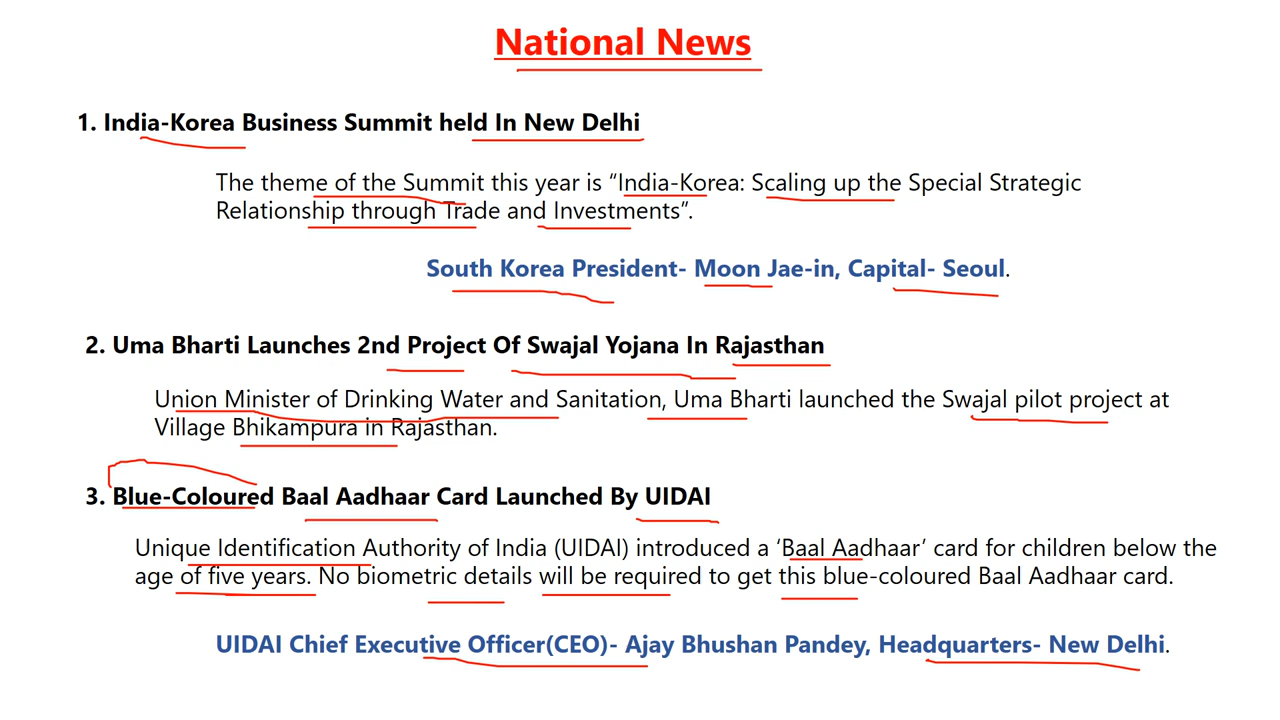 National News
1. India-Korea Business Summit held In New Delhi
The theme of the Summit this year is “India-Korea: Scaling up the Special Strategic
Relationship through Trade and Investments”.
South Korea President- Moon Jae-in, Capital- Seoul.
2. Uma Bharti Launches 2nd Project Of Swajal Yojana In Rajasthan
Union Minister of Drinking Water and Sanitation, Uma Bharti launched the Swajal pilot project at
Village Bhikampura in Rajasthan.
3. Blue-Coloured Baal Aadhaar Card Launched By UIDAI
Unique Identification Authority of India (UIDAI) introduced a ‘Baal Aadhaar’ card for children below the
age of five years. No biometric details will be required to get this blue-coloured Baal Aadhaar card.
UIDAI Chief Executive Officer(CEO)- Ajay Bhushan Pandey, Headquarters- New Delhi.